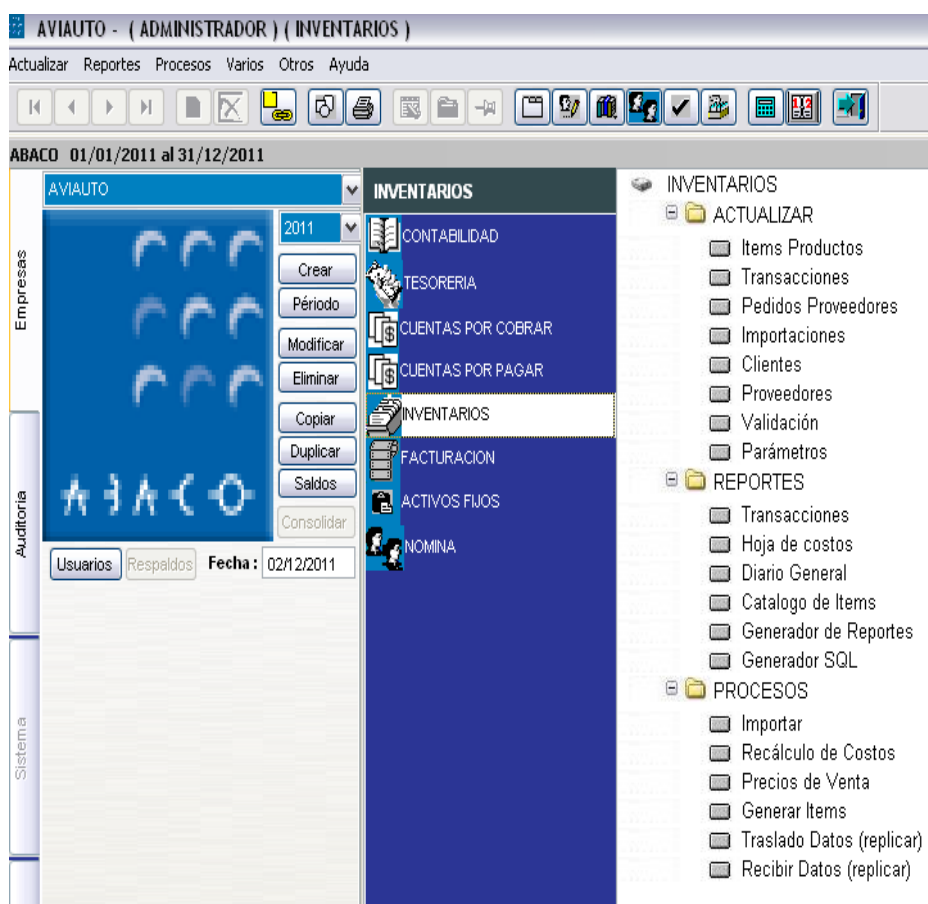 AVIAUTO - ( ADMINISTRADOR ) ( INVENTARIOS )
Actualizar Reportes Procesos Varios Otros Ayuda
ABACO 01/01/2011 al 31/12/2011
Empresas
Auditoria
Sistema
AVIAUTO
2011
Crear
Período
Modificar
Eliminar
Copiar
Duplicar
Saldos
Consolidar
ABACO
Usuarios Respaldos Fecha : 02/12/2011
INVENTARIOS
CONTABILIDAD
TESORERIA
CUENTAS POR COBRAR
CUENTAS POR PAGAR
INVENTARIOS
FACTURACION
ACTIVOS FIJOS
NOMINA
INVENTARIOS
ACTUALIZAR
Items Productos
Transacciones
Pedidos Proveedores
Importaciones
Clientes
Proveedores
Validación
Parámetros
REPORTES
Transacciones
Hoja de costos
Diario General
Catalogo de Items
Generador de Reportes
Generador SQL
PROCESOS
Importar
Recálculo de Costos
Precios de Venta
Generar Items
Traslado Datos (replicar)
Recibir Datos (replicar)